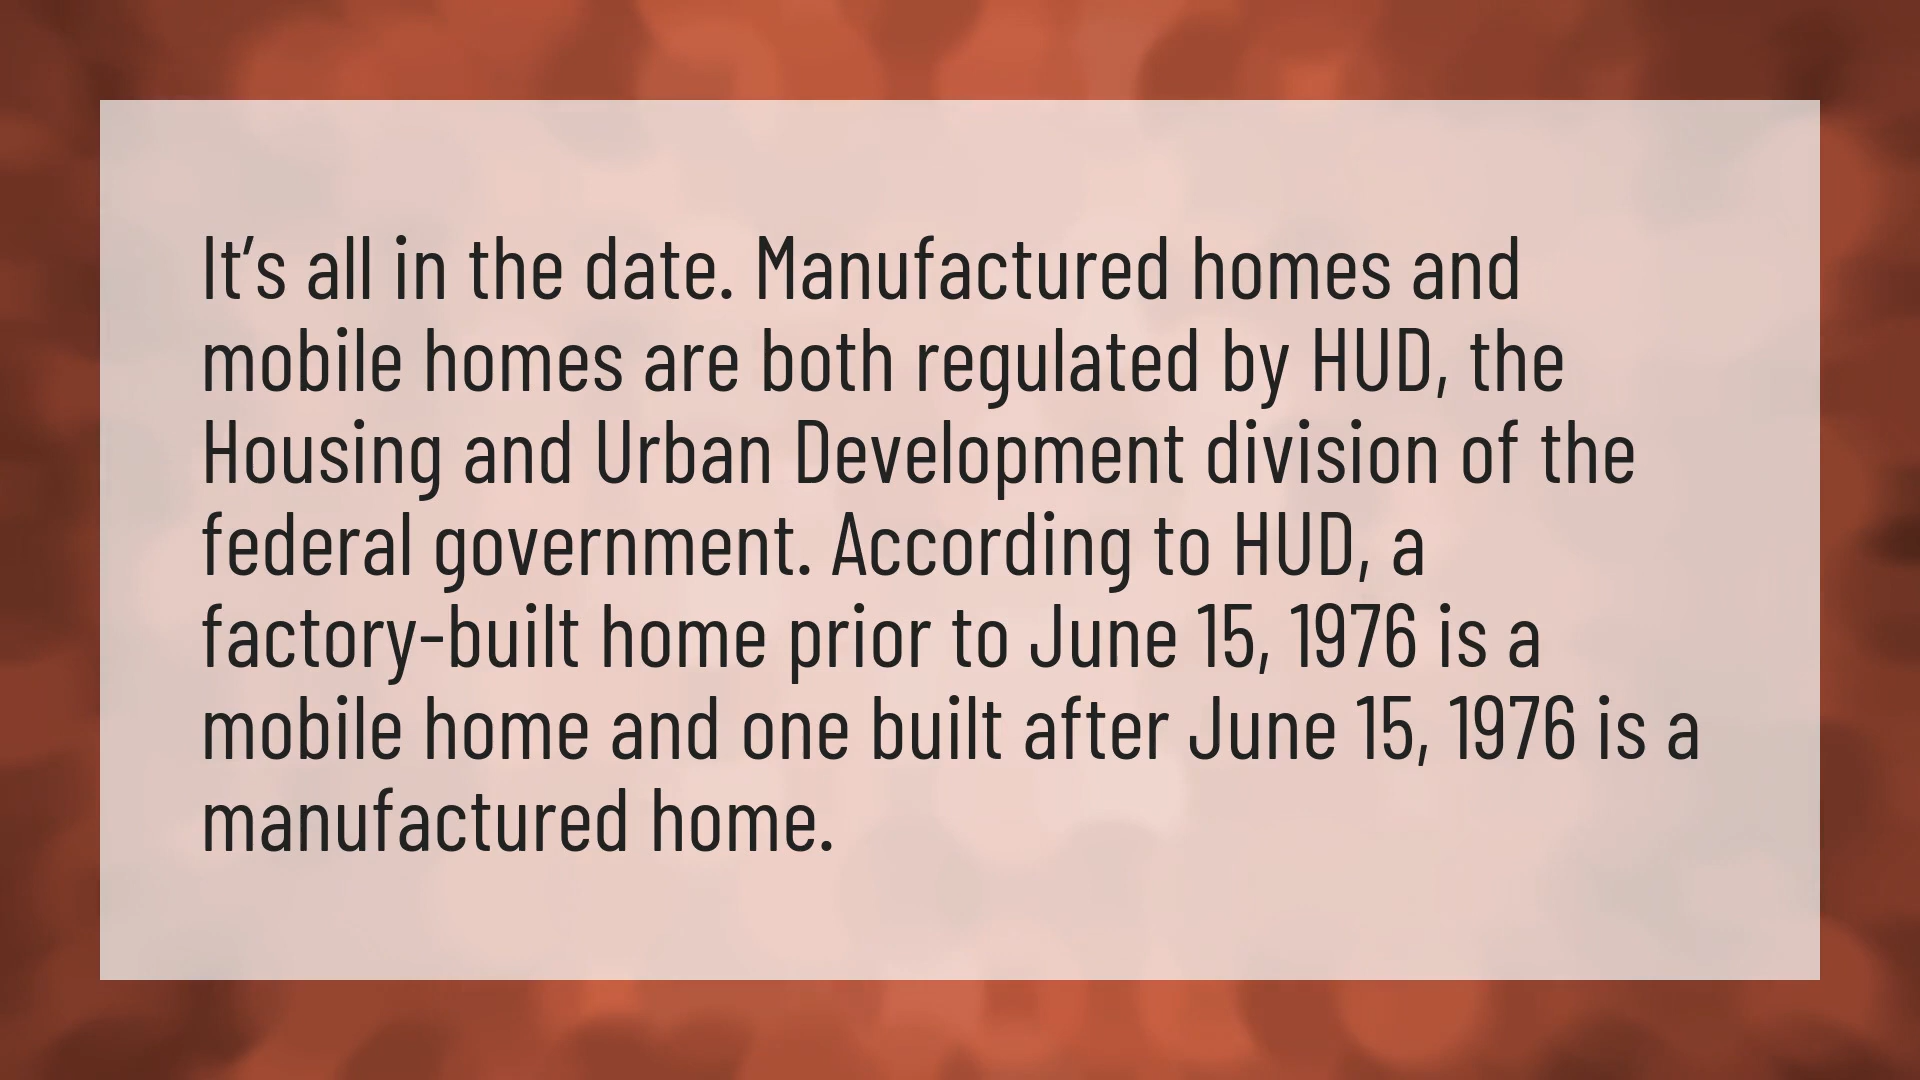 It’s all in the date. Manufactured homes and
mobile homes are both regulated by HUD, the
Housing and Urban Development division of the
federal government. According to HUD, a
factory-built home prior to June 15, 1976 is a
mobile home and one built after June 15, 1976 is a
manufactured home.